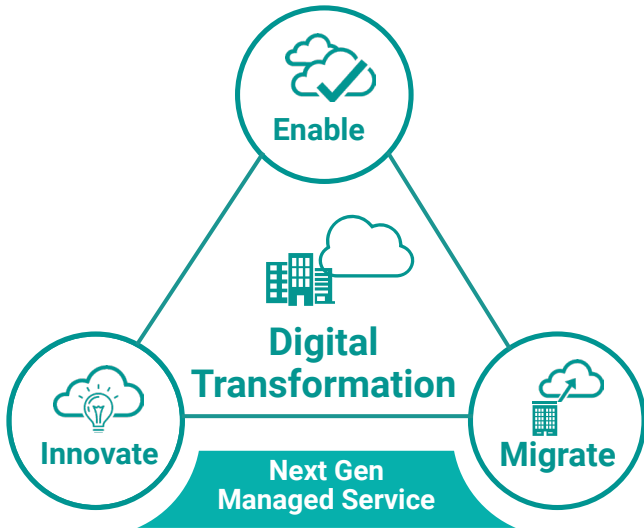 Enable
Digital
Transformation
Innovate
Migrate
Next Gen
Managed Service